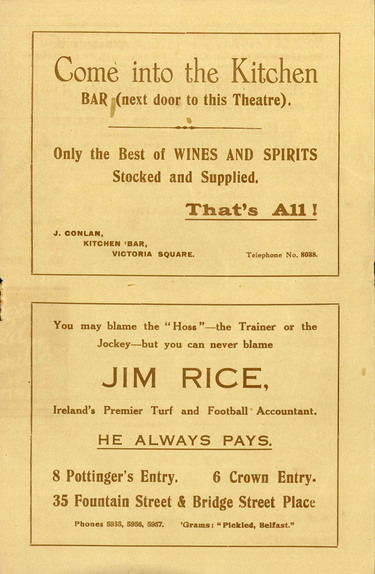 Come into the Kitchen
BAR (next door to this Theatre).
Only the Best of WINES AND SPIRITS
Stocked and Supplied.
That's All!
J. CONLAN,
KITCHEN BAR,
VICTORIA SQUARE.
Telephone No. 8038.
You may blame the "Hoss"—the Trainer or the
Jockey—but you can never blame
JIM RICE,
Ireland's Premier Turf and Football Accountant.
HE ALWAYS PAYS.
8 Pottinger's Entry. 6 Crown Entry.
35 Fountain Street & Bridge Street Place
Phones 5955, 5956, 5957. 'Grams: "Pickled, Belfast."